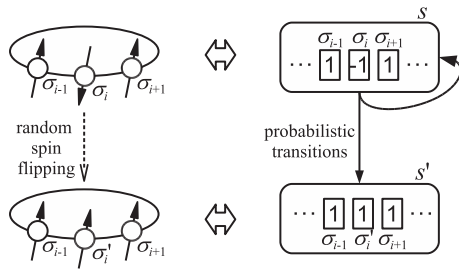 s
σi-1 σi σi+1
... 1 -1 1 ...
σi-1 σi σi+1
random
spin
flipping
probabilistic
transitions
s'
... 1 1 1 ...
σi-1 σi' σi+1
σi-1 σi' σi+1